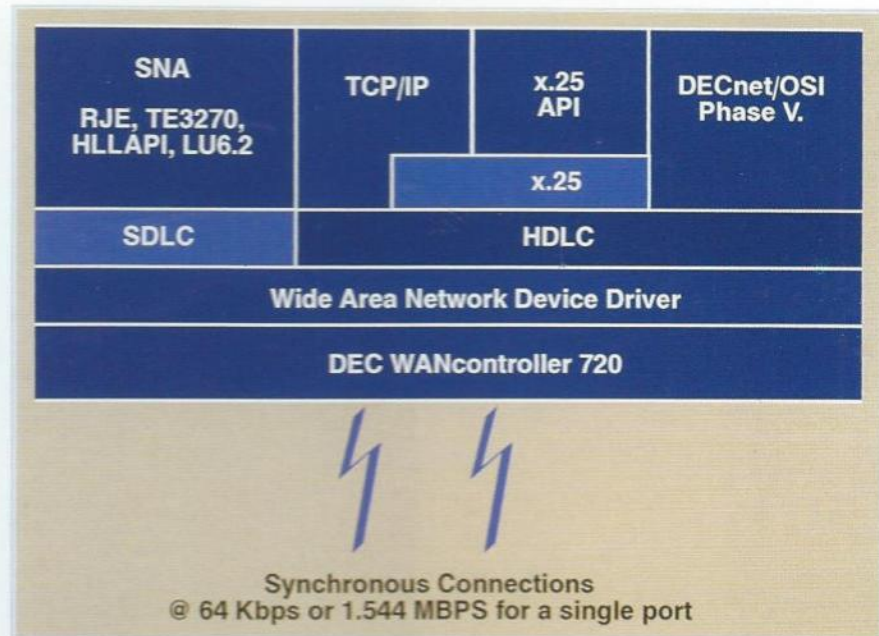 SNA
RJE, TE3270,
HLLAPI, LU6.2
TCP/IP
x.25
API
DECnet/OSI
Phase V.
x.25
SDLC
HDLC
Wide Area Network Device Driver
DEC WANcontroller 720
Synchronous Connections
@ 64 Kbps or 1.544 MBPS for a single port